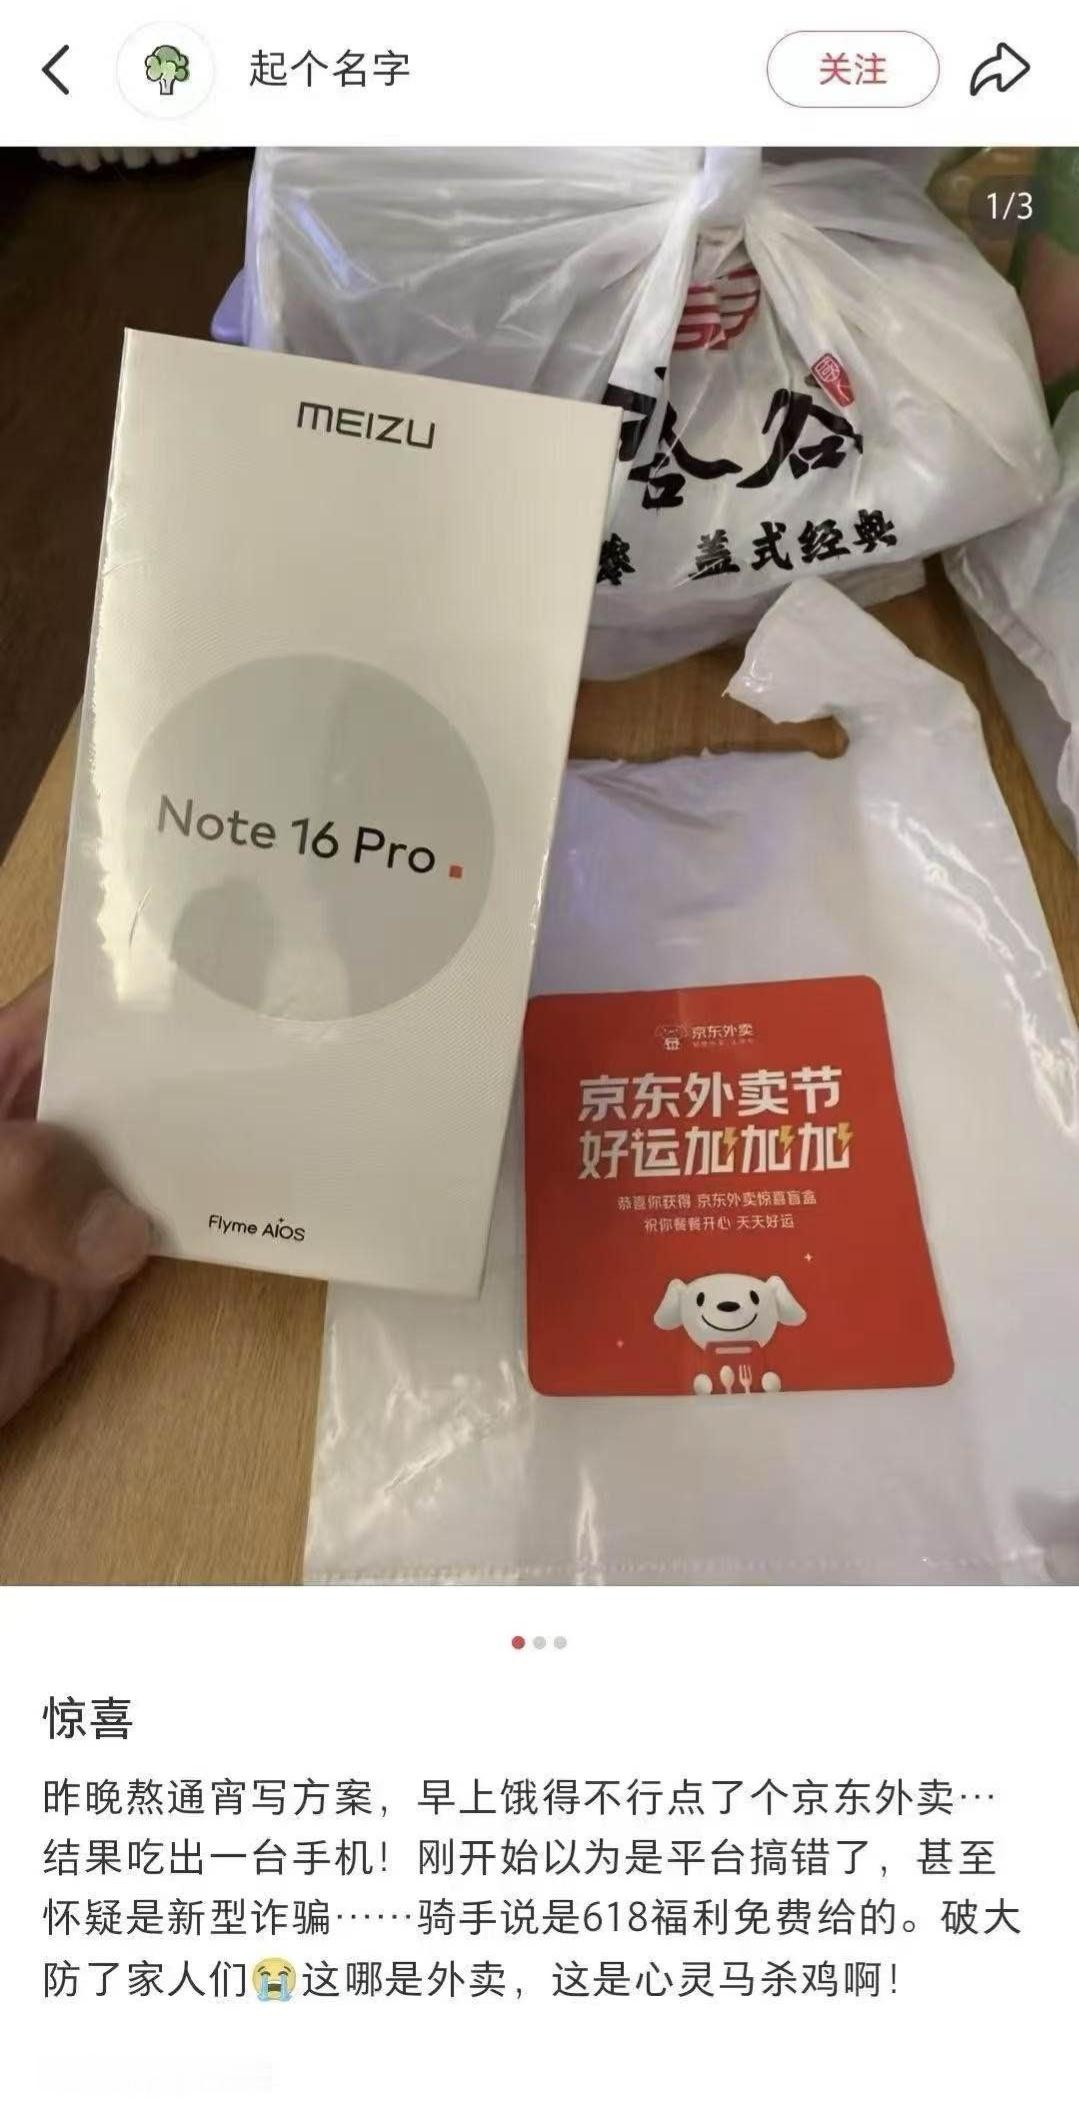 起个名字
关注
1/3
MEIZU
盖式经典
Note 16 Pro
京东外卖
京东外卖节
好运加加加
恭喜你获得 京东外卖惊喜盲盒
祝你餐餐开心 天天好运
Flyme AIOS
惊喜
昨晚熬通宵写方案，早上饿得不行点了个京东外卖…
结果吃出一台手机！刚开始以为是平台搞错了，甚至
怀疑是新型诈骗……骑手说是618福利免费给的。破大
防了家人们😭这哪是外卖，这是心灵马杀鸡啊！